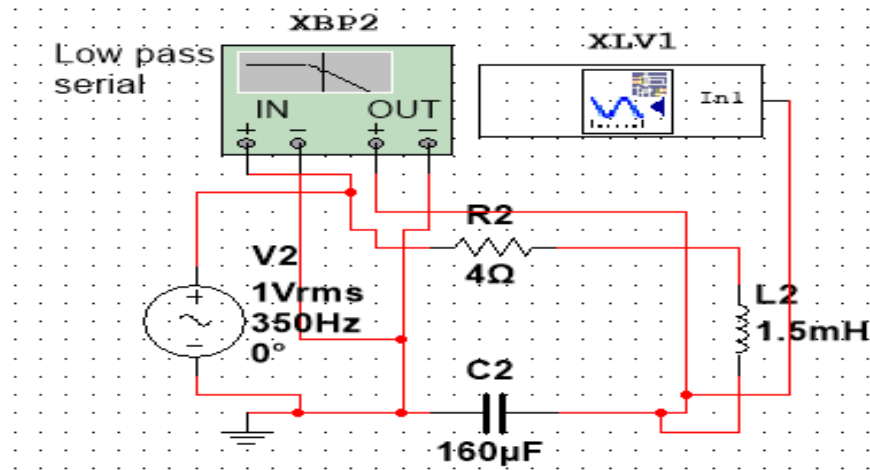 XBP2
Low pass
serial
IN OUT
+ - + -
XLV1
In1
R2
4Ω
V2
1Vrms
350Hz
0°
L2
1.5mH
C2
160µF